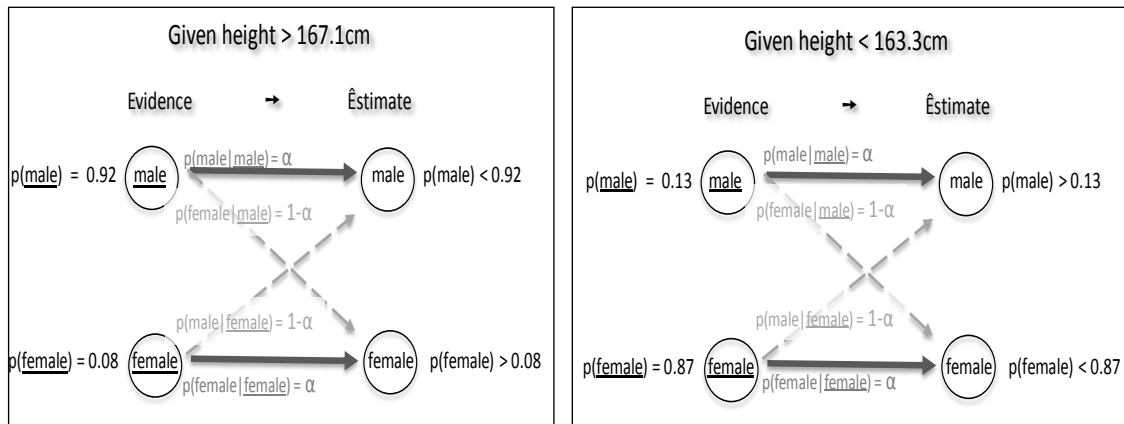 Given height > 167.1cm
Evidence → Êstimate
p(male|male) = α
p(male) = 0.92 male male p(male) < 0.92
p(female|male) = 1-α
p(male|female) = 1-α
p(female) = 0.08 female female p(female) > 0.08
p(female|female) = α
Given height < 163.3cm
Evidence → Êstimate
p(male|male) = α
p(male) = 0.13 male male p(male) > 0.13
p(female|male) = 1-α
p(male|female) = 1-α
p(female) = 0.87 female female p(female) < 0.87
p(female|female) = α